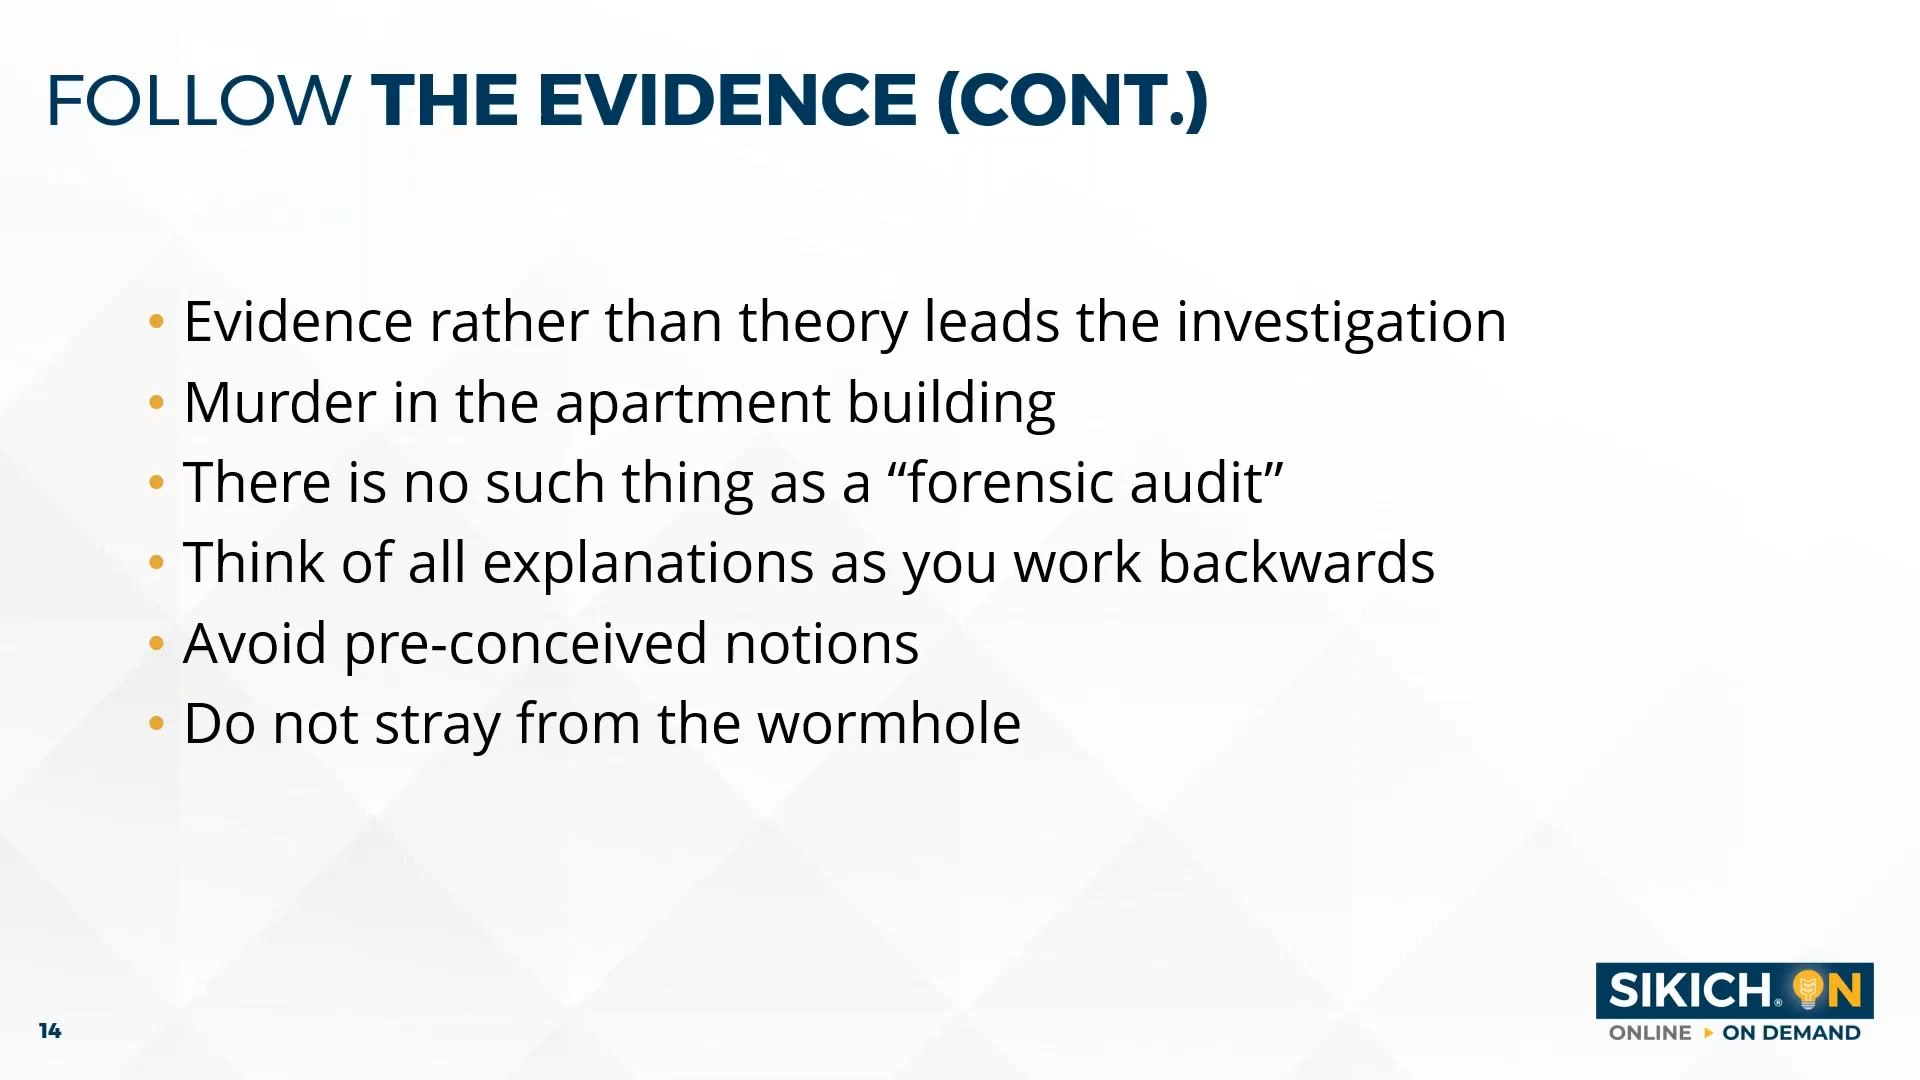 FOLLOW THE EVIDENCE (CONT.)
• Evidence rather than theory leads the investigation
• Murder in the apartment building
• There is no such thing as a “forensic audit”
• Think of all explanations as you work backwards
• Avoid pre-conceived notions
• Do not stray from the wormhole
14
SIKICH® ON
ONLINE ▸ ON DEMAND